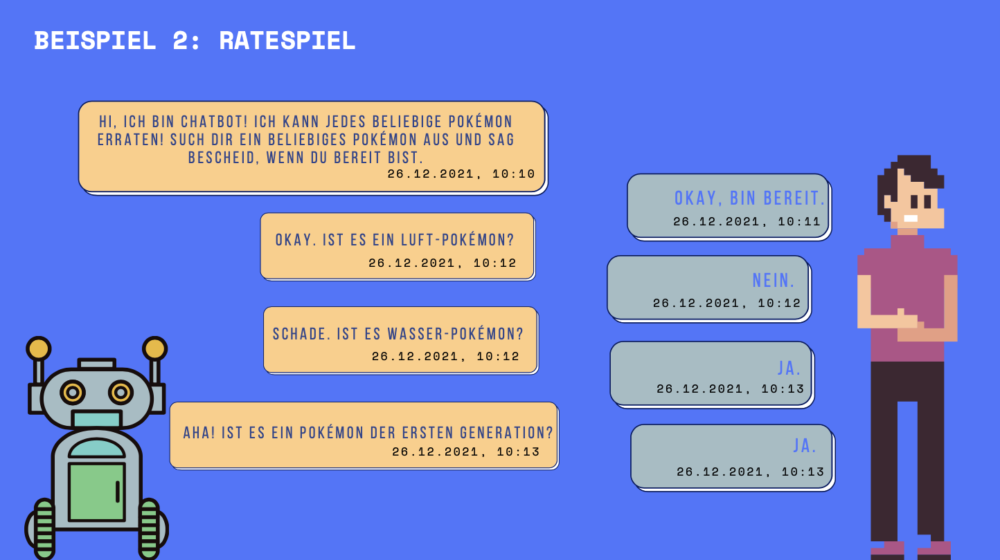 BEISPIEL 2: RATESPIEL
HI, ICH BIN CHATBOT! ICH KANN JEDES BELIEBIGE POKÉMON
ERRATEN! SUCH DIR EIN BELIEBIGES POKÉMON AUS UND SAG
BESCHEID, WENN DU BEREIT BIST.
26.12.2021, 10:10
OKAY, BIN BEREIT.
26.12.2021, 10:11
OKAY. IST ES EIN LUFT-POKÉMON?
26.12.2021, 10:12
NEIN.
26.12.2021, 10:12
SCHADE. IST ES WASSER-POKÉMON?
26.12.2021, 10:12
JA.
26.12.2021, 10:13
AHA! IST ES EIN POKÉMON DER ERSTEN GENERATION?
26.12.2021, 10:13
JA.
26.12.2021, 10:13